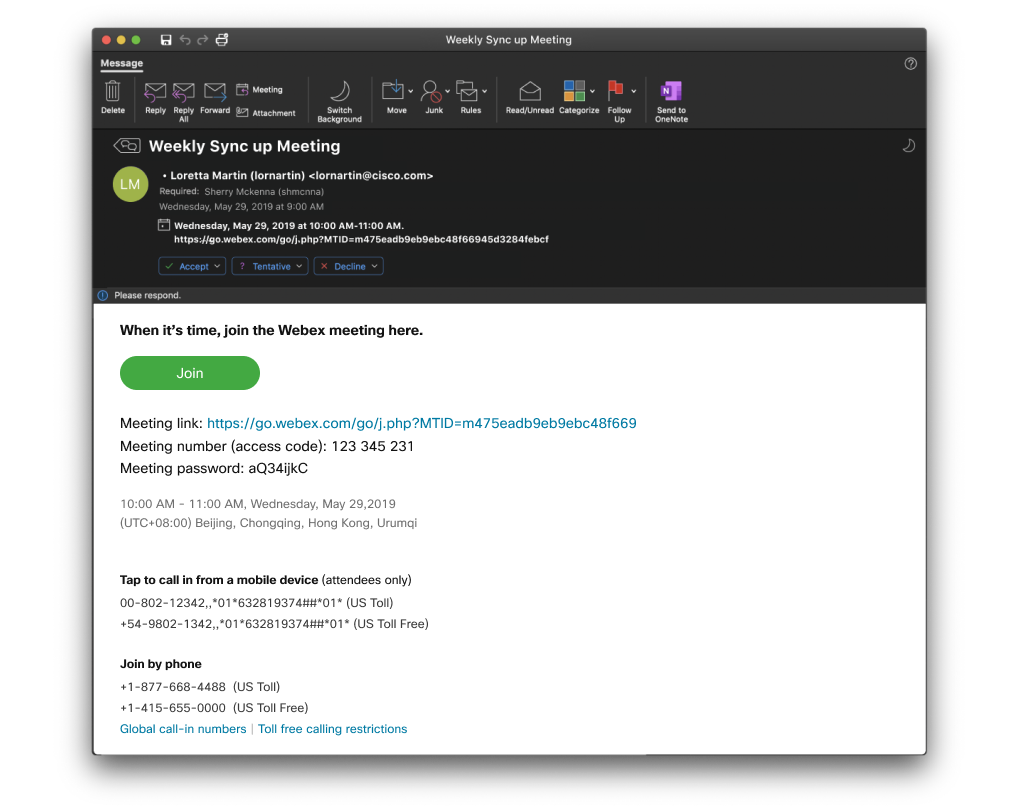 Weekly Sync up Meeting
Message
Delete
Reply
Reply All
Forward
Meeting
Attachment
Switch Background
Move
Junk
Rules
Read/Unread
Categorize
Follow Up
N
Send to OneNote
Weekly Sync up Meeting
LM
• Loretta Martin (lornartin) <lornartin@cisco.com>
Required: Sherry Mckenna (shmcnna)
Wednesday, May 29, 2019 at 9:00 AM
Wednesday, May 29, 2019 at 10:00 AM-11:00 AM.
https://go.webex.com/go/j.php?MTID=m475eadb9eb9ebc48f66945d3284febcf
Accept
? Tentative
Decline
Please respond.
When it’s time, join the Webex meeting here.
Join
Meeting link: https://go.webex.com/go/j.php?MTID=m475eadb9eb9ebc48f669
Meeting number (access code): 123 345 231
Meeting password: aQ34ijkC
10:00 AM - 11:00 AM, Wednesday, May 29,2019
(UTC+08:00) Beijing, Chongqing, Hong Kong, Urumqi
Tap to call in from a mobile device (attendees only)
00-802-12342,,*01*632819374##*01* (US Toll)
+54-9802-1342,,*01*632819374##*01* (US Toll Free)
Join by phone
+1-877-668-4488 (US Toll)
+1-415-655-0000 (US Toll Free)
Global call-in numbers | Toll free calling restrictions